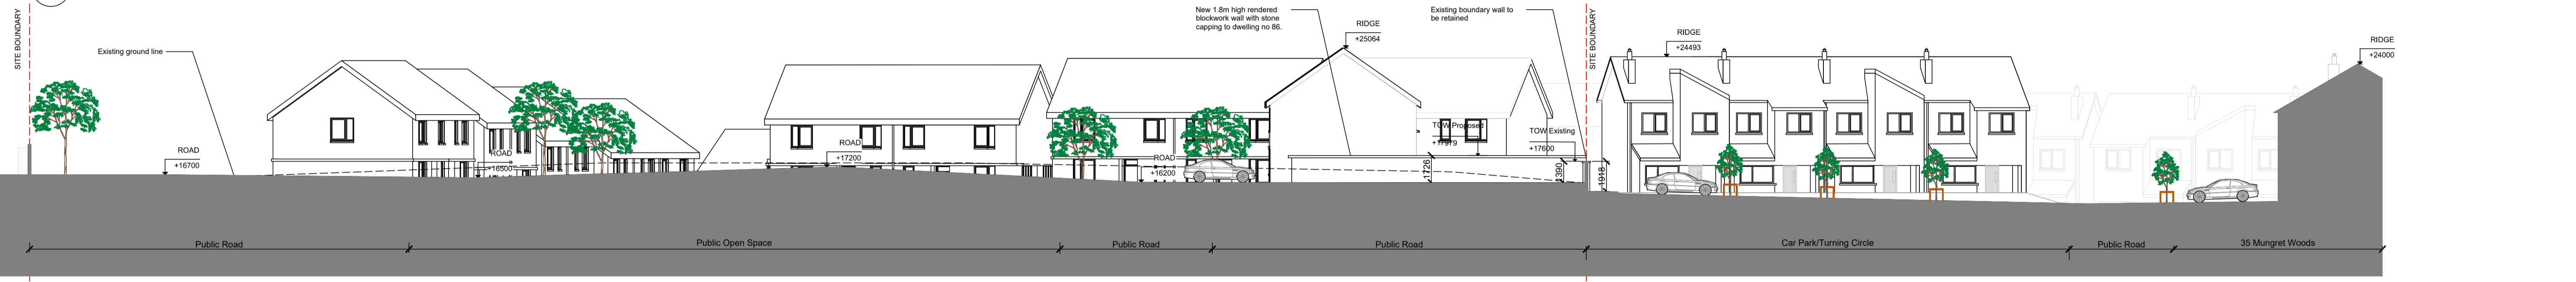 SITE BOUNDARY
Existing ground line
ROAD
+16700
ROAD
+16500
ROAD
+17200
ROAD
+16200
New 1.8m high rendered
blockwork wall with stone
capping to dwelling no 86.
RIDGE
+25064
Existing boundary wall to
be retained
TOW Proposed
TOW Existing
+17600
1726
1390
1918
SITE BOUNDARY
RIDGE
+24493
RIDGE
+24000
Public Road
Public Open Space
Public Road
Public Road
Car Park/Turning Circle
Public Road
35 Mungret Woods